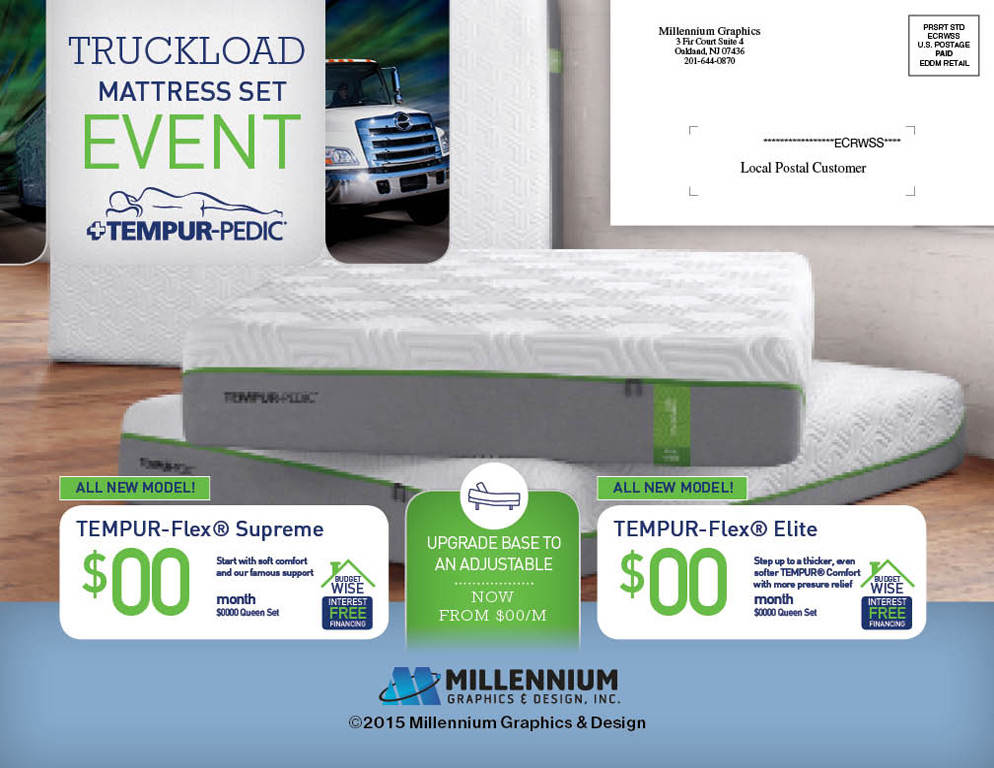 TRUCKLOAD
MATTRESS SET
EVENT
TEMPUR-PEDIC®
Millennium Graphics
3 Fir Court Suite 4
Oakland, NJ 07436
201-644-0870
PRSRT STD
ECRWSS
U.S. POSTAGE
PAID
EDDM RETAIL
*****************ECRWSS****
Local Postal Customer
TEMPUR-PEDIC
TEMPUR-PEDIC
ALL NEW MODEL!
TEMPUR-Flex® Supreme
$00
Start with soft comfort
and our famous support
month
$0000 Queen Set
BUDGET
WISE
INTEREST
FREE
FINANCING
UPGRADE BASE TO
AN ADJUSTABLE
NOW
FROM $00/M
ALL NEW MODEL!
TEMPUR-Flex® Elite
$00
Step up to a thicker, even
softer TEMPUR® Comfort
with more presure relief
month
$0000 Queen Set
BUDGET
WISE
INTEREST
FREE
FINANCING
MILLENNIUM
GRAPHICS & DESIGN, INC.
©2015 Millennium Graphics & Design